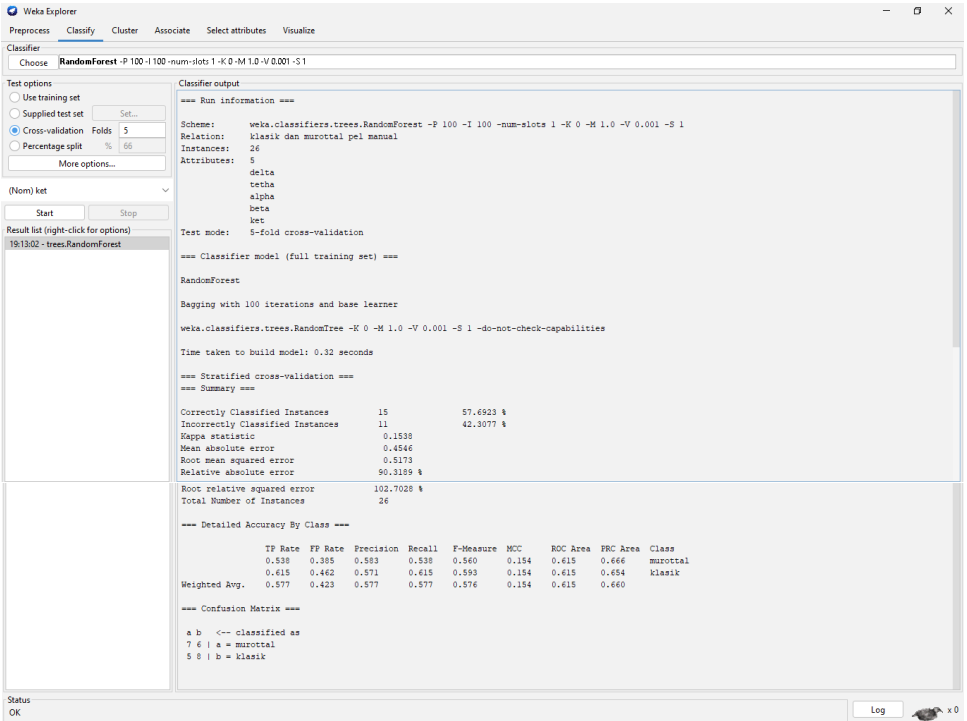 Weka Explorer
Preprocess Classify Cluster Associate Select attributes Visualize
Classifier
Choose RandomForest -P 100 -I 100 -num-slots 1 -K 0 -M 1.0 -V 0.001 -S 1
Test options
Use training set
Supplied test set Set...
Cross-validation Folds 5
Percentage split % 66
More options...
(Nom) ket
Start Stop
Result list (right-click for options)
19:13:02 - trees.RandomForest
Classifier output
=== Run information ===
Scheme: weka.classifiers.trees.RandomForest -P 100 -I 100 -num-slots 1 -K 0 -M 1.0 -V 0.001 -S 1
Relation: klasik dan murottal pel manual
Instances: 26
Attributes: 5
delta
tetha
alpha
beta
ket
Test mode: 5-fold cross-validation
=== Classifier model (full training set) ===
RandomForest
Bagging with 100 iterations and base learner
weka.classifiers.trees.RandomTree -K 0 -M 1.0 -V 0.001 -S 1 -do-not-check-capabilities
Time taken to build model: 0.32 seconds
=== Stratified cross-validation ===
=== Summary ===
Correctly Classified Instances 15 57.6923 %
Incorrectly Classified Instances 11 42.3077 %
Kappa statistic 0.1538
Mean absolute error 0.4546
Root mean squared error 0.5173
Relative absolute error 90.3189 %
Root relative squared error 102.7028 %
Total Number of Instances 26
=== Detailed Accuracy By Class ===
TP Rate FP Rate Precision Recall F-Measure MCC ROC Area PRC Area Class
0.538 0.385 0.583 0.538 0.560 0.154 0.615 0.666 murottal
0.615 0.462 0.571 0.615 0.593 0.154 0.615 0.654 klasik
Weighted Avg. 0.577 0.423 0.577 0.577 0.576 0.154 0.615 0.660
=== Confusion Matrix ===
a b <-- classified as
7 6 | a = murottal
5 8 | b = klasik
Status
OK
Log x 0